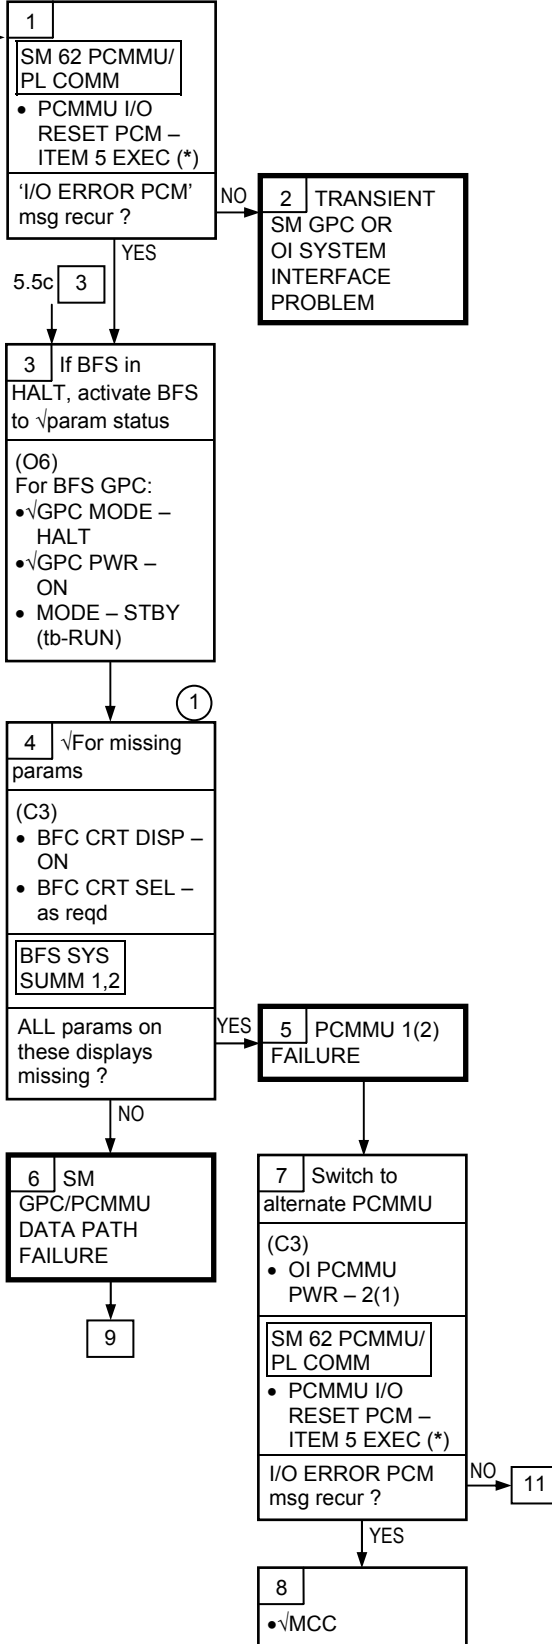 1
SM 62 PCMMU/
PL COMM
• PCMMU I/O
RESET PCM –
ITEM 5 EXEC (*)
'I/O ERROR PCM'
msg recur ?
NO
2 TRANSIENT
SM GPC OR
OI SYSTEM
INTERFACE
PROBLEM
YES
5.5c 3
3 If BFS in
HALT, activate BFS
to √param status
(O6)
For BFS GPC:
•√GPC MODE –
HALT
•√GPC PWR –
ON
• MODE – STBY
(tb-RUN)
1
4 √For missing
params
(C3)
• BFC CRT DISP –
ON
• BFC CRT SEL –
as reqd
BFS SYS
SUMM 1,2
ALL params on
these displays
missing ?
YES
5 PCMMU 1(2)
FAILURE
NO
6 SM
GPC/PCMMU
DATA PATH
FAILURE
9
7 Switch to
alternate PCMMU
(C3)
• OI PCMMU
PWR – 2(1)
SM 62 PCMMU/
PL COMM
• PCMMU I/O
RESET PCM –
ITEM 5 EXEC (*)
I/O ERROR PCM
msg recur ?
NO
11
YES
8
•√MCC